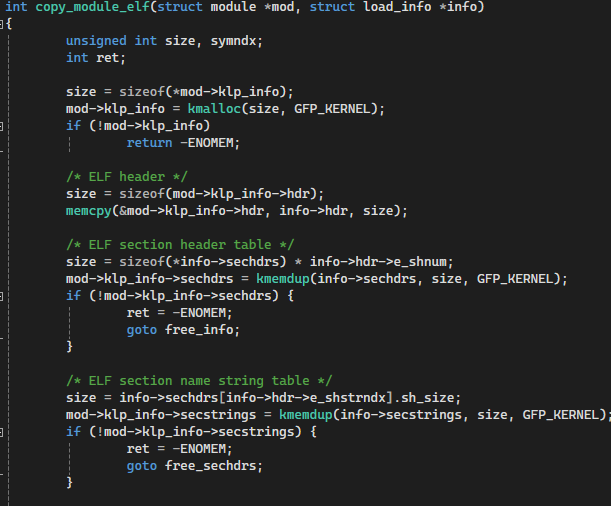 int copy_module_elf(struct module *mod, struct load_info *info)
{
        unsigned int size, symndx;
        int ret;

        size = sizeof(*mod->klp_info);
        mod->klp_info = kmalloc(size, GFP_KERNEL);
        if (!mod->klp_info)
                return -ENOMEM;

        /* ELF header */
        size = sizeof(mod->klp_info->hdr);
        memcpy(&mod->klp_info->hdr, info->hdr, size);

        /* ELF section header table */
        size = sizeof(*info->sechdrs) * info->hdr->e_shnum;
        mod->klp_info->sechdrs = kmemdup(info->sechdrs, size, GFP_KERNEL);
        if (!mod->klp_info->sechdrs) {
                ret = -ENOMEM;
                goto free_info;
        }

        /* ELF section name string table */
        size = info->sechdrs[info->hdr->e_shstrndx].sh_size;
        mod->klp_info->secstrings = kmemdup(info->secstrings, size, GFP_KERNEL);
        if (!mod->klp_info->secstrings) {
                ret = -ENOMEM;
                goto free_sechdrs;
        }